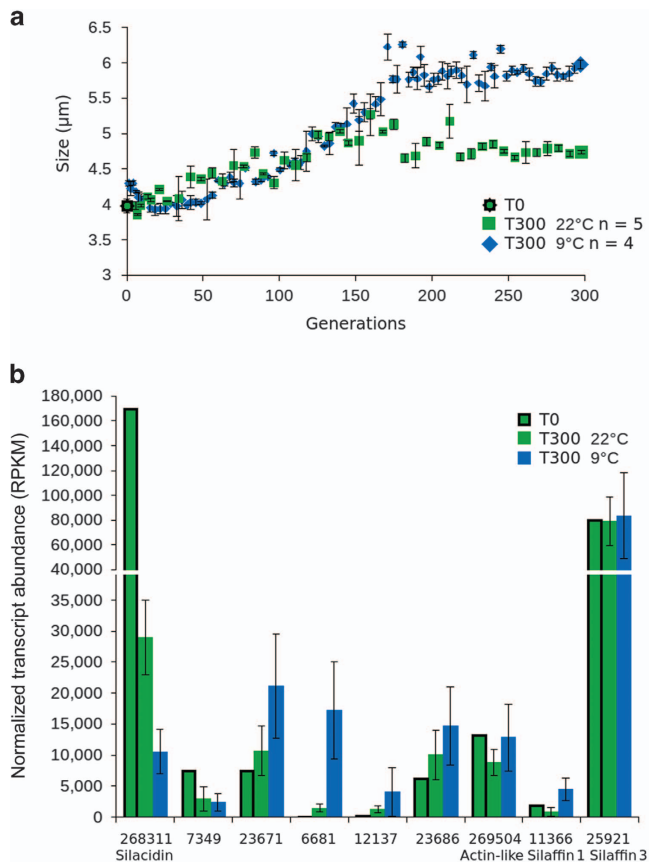 a
6.5
6
5.5
5
4.5
4
3.5
3
Size (µm)
T0
T300 22°C n = 5
T300 9°C n = 4
0 50 100 150 200 250 300
Generations
b
180,000
160,000
140,000
120,000
100,000
80,000
60,000
40,000
35,000
30,000
25,000
20,000
15,000
10,000
5,000
0
Normalized transcript abundance (RPKM)
T0
T300 22°C
T300 9°C
268311 7349 23671 6681 12137 23686 269504 11366 25921
Silacidin Actin-like Silaffin 1 Silaffin 3